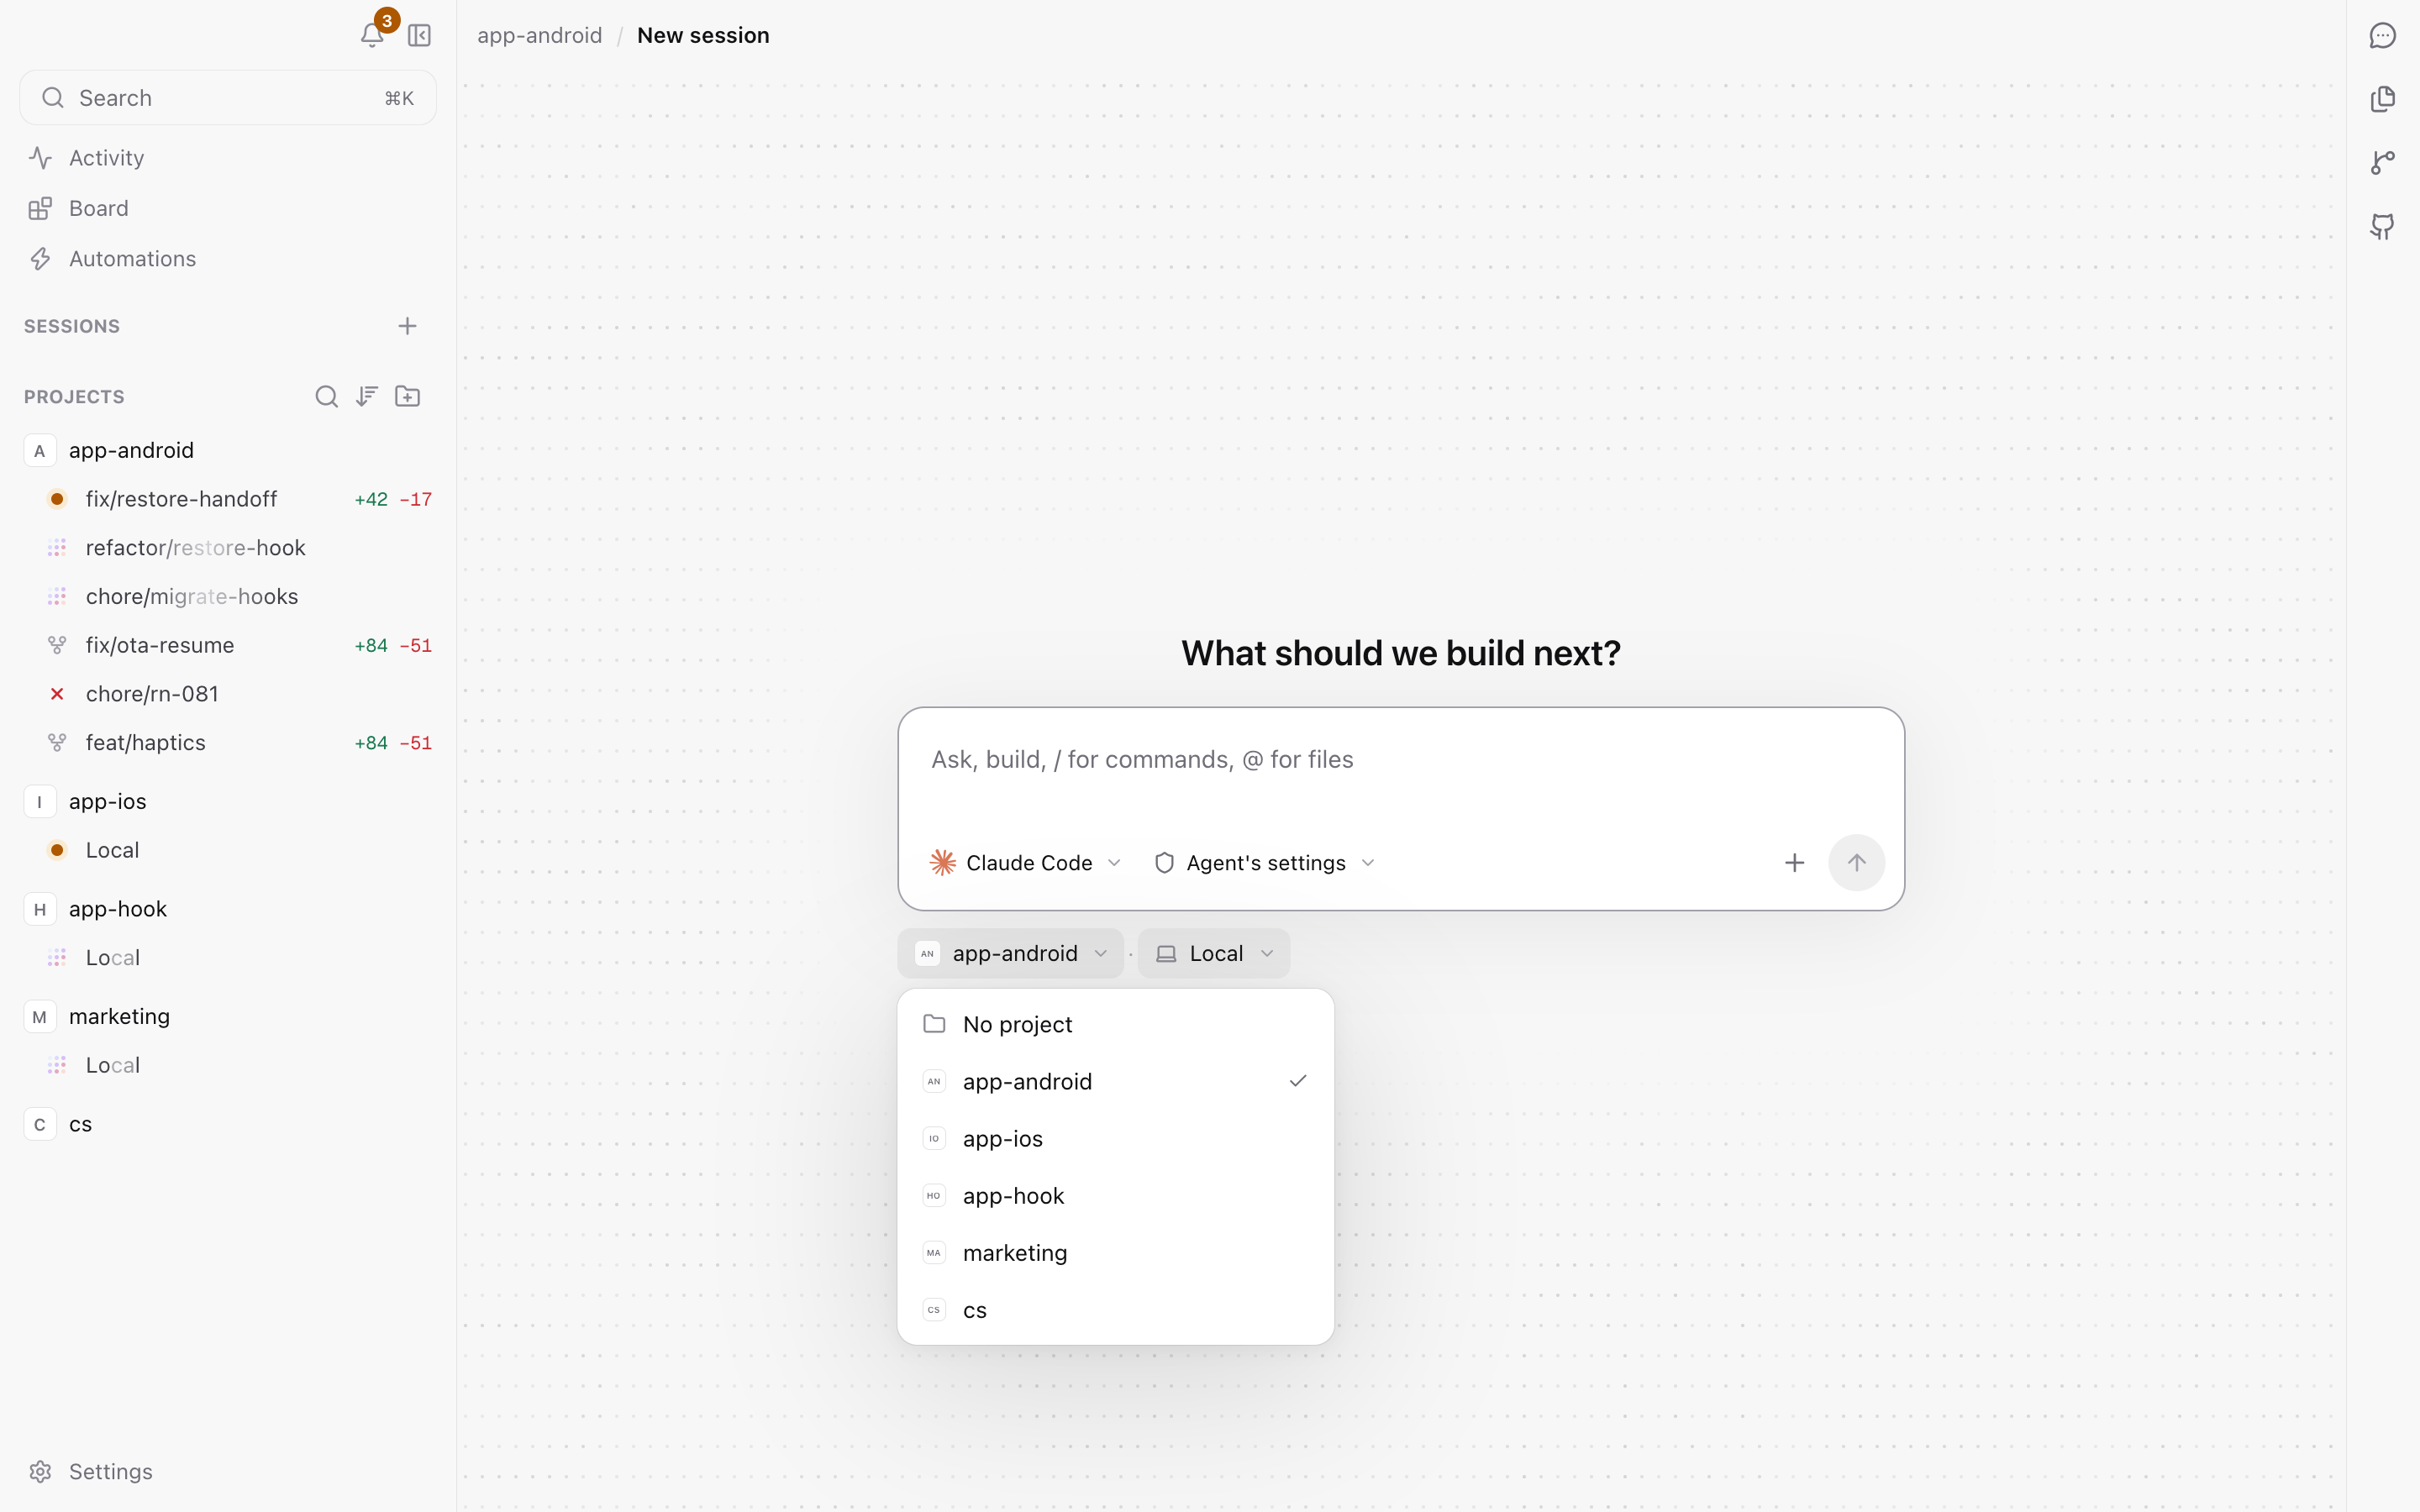 3
app-android / New session
Search ⌘K
Activity
Board
Automations
SESSIONS
PROJECTS
A app-android
fix/restore-handoff +42 −17
refactor/restore-hook
chore/migrate-hooks
fix/ota-resume +84 −51
chore/rn-081
feat/haptics +84 −51
I app-ios
Local
H app-hook
Local
M marketing
Local
C cs
Settings
What should we build next?
Ask, build, / for commands, @ for files
Claude Code Agent's settings
AN app-android · Local
No project
AN app-android
IO app-ios
HO app-hook
MA marketing
CS cs